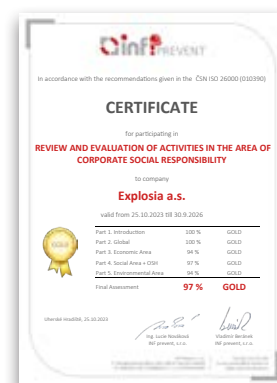 infPREVENT
In accordance with the recommendations given in the ČSN ISO 26000 (010390)
CERTIFICATE
for participating in
REVIEW AND EVALUATION OF ACTIVITIES IN THE AREA OF
CORPORATE SOCIAL RESPONSIBILITY
to company
Explosia a.s.
valid from 25.10.2023 till 30.9.2026
Part 1. Introduction 100 % GOLD
Part 2. Global 100 % GOLD
Part 3. Economic Area 94 % GOLD
Part 4. Social Area + OSH 97 % GOLD
Part 5. Environmental Area 94 % GOLD
Final Assessment 97 % GOLD
GOLD
Uherské Hradiště, 25.10.2023
Ing. Lucie Nováková
INF prevent, s.r.o.
Vladimír Beránek
INF prevent, s.r.o.